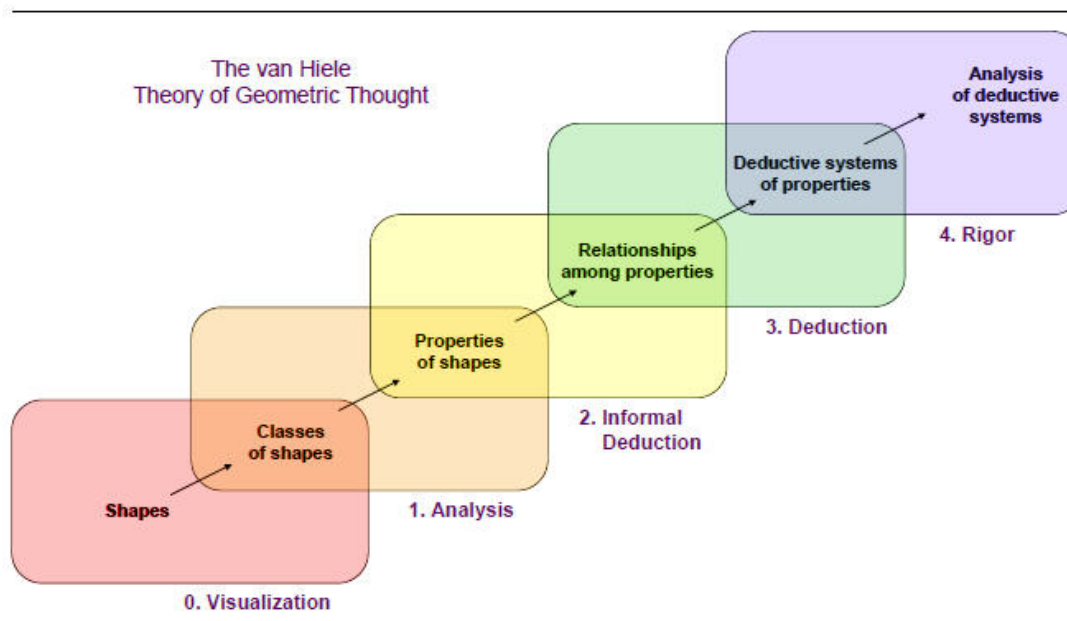 The van Hiele
Theory of Geometric Thought
Analysis
of deductive
systems
Deductive systems
of properties
4. Rigor
Relationships
among properties
3. Deduction
Properties
of shapes
2. Informal
Deduction
Classes
of shapes
1. Analysis
Shapes
0. Visualization